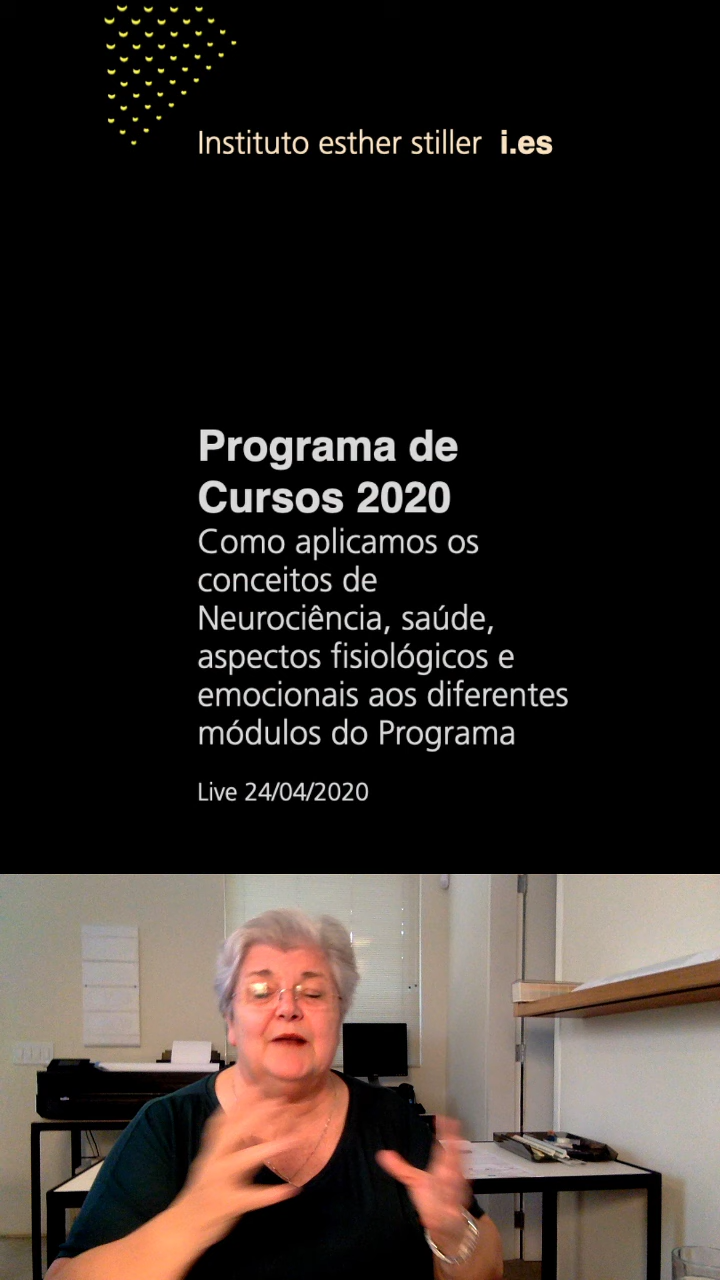 Instituto esther stiller i.es
Programa de
Cursos 2020
Como aplicamos os
conceitos de
Neurociência, saúde,
aspectos fisiológicos e
emocionais aos diferentes
módulos do Programa
Live 24/04/2020